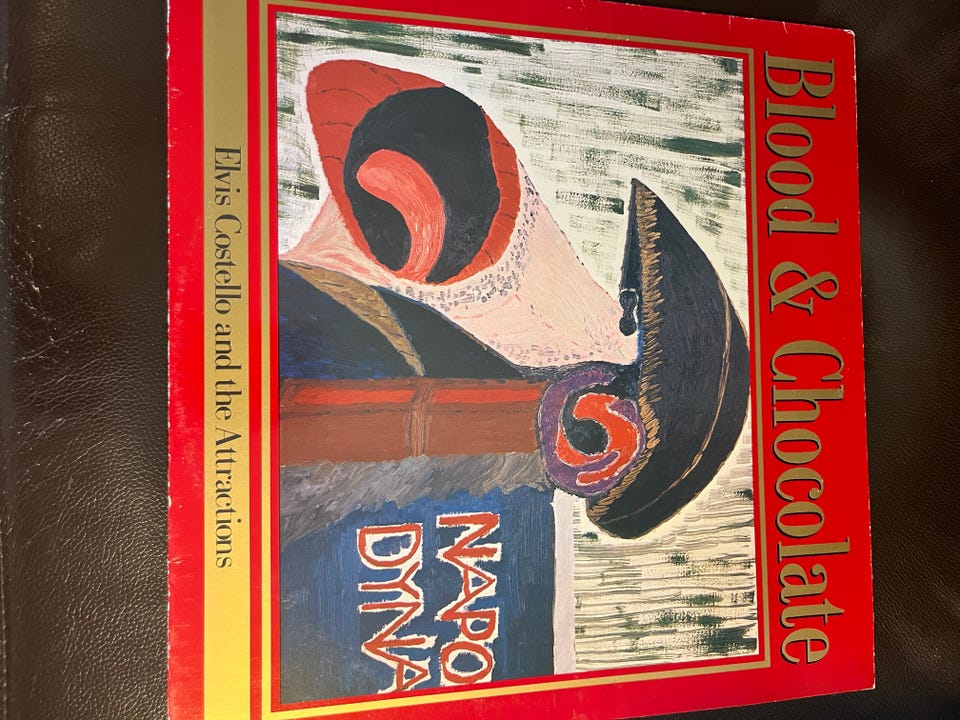 Blood & Chocolate
NAPO
DYNA
Elvis Costello and the Attractions